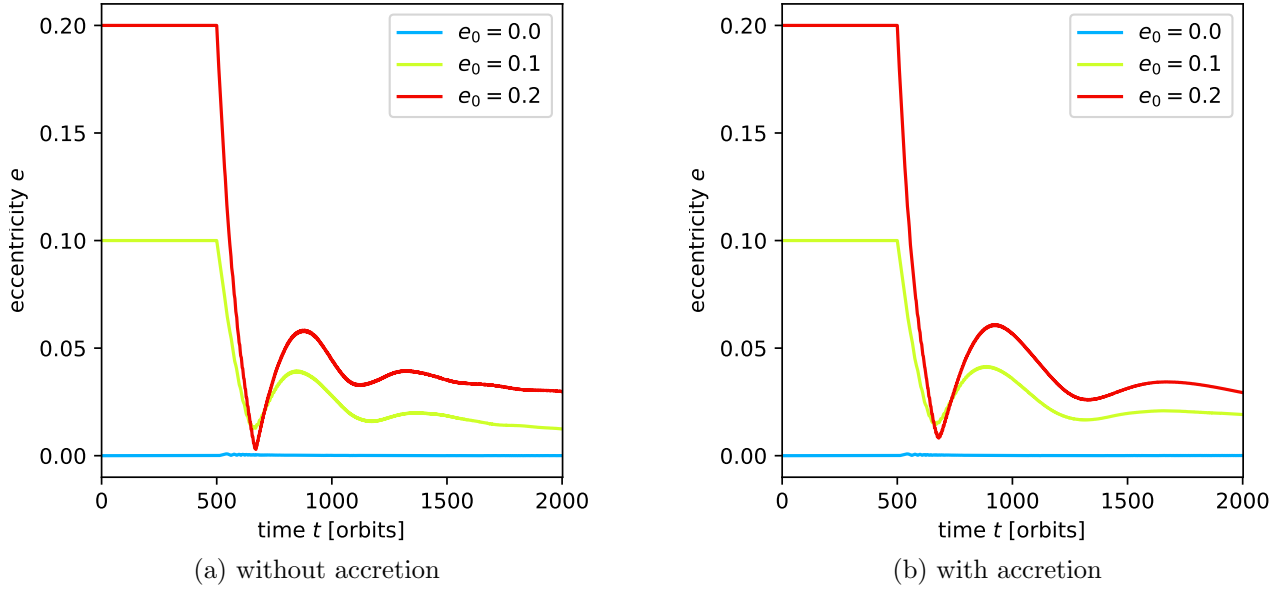 0.20
0.15
0.10
0.05
0.00
eccentricity e
e₀ = 0.0
e₀ = 0.1
e₀ = 0.2
0 500 1000 1500 2000
time t [orbits]
(a) without accretion
0.20
0.15
0.10
0.05
0.00
eccentricity e
e₀ = 0.0
e₀ = 0.1
e₀ = 0.2
0 500 1000 1500 2000
time t [orbits]
(b) with accretion